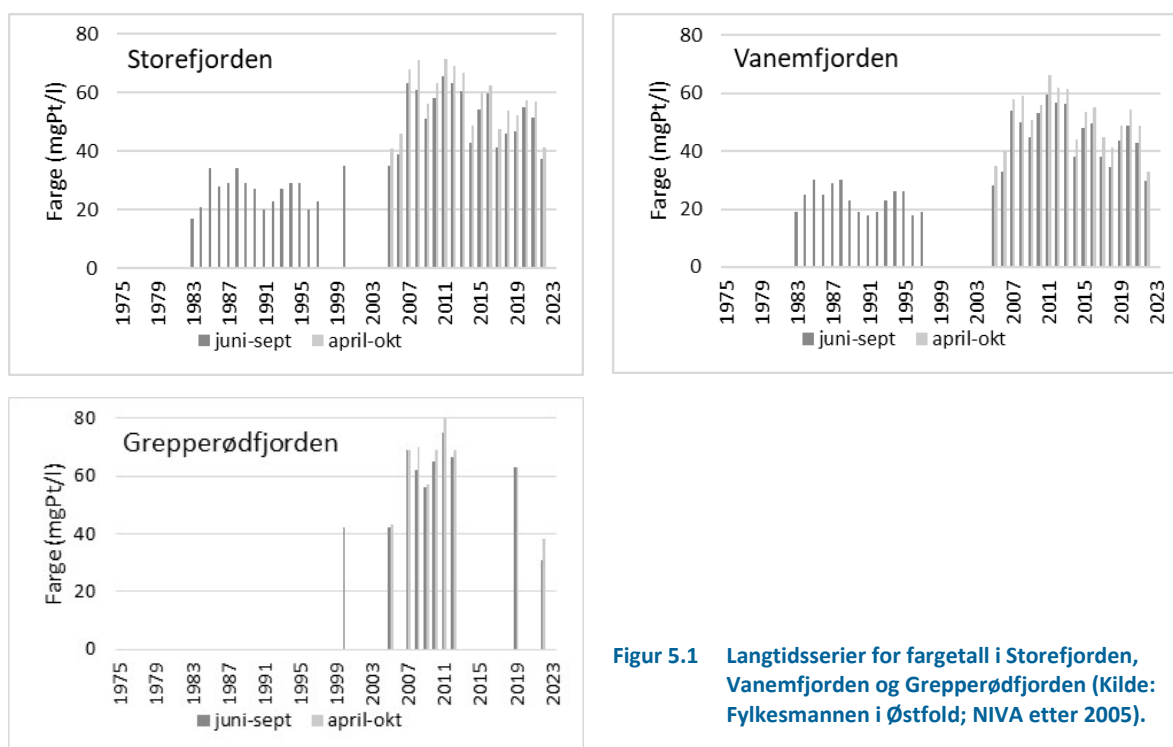 Storefjorden
Farge (mgPt/l)
80
60
40
20
0
1975 1979 1983 1987 1991 1995 1999 2003 2007 2011 2015 2019 2023
juni-sept april-okt
Vanemfjorden
Farge (mgPt/l)
80
60
40
20
0
1975 1979 1983 1987 1991 1995 1999 2003 2007 2011 2015 2019 2023
juni-sept april-okt
Grepperødfjorden
Farge (mgPt/l)
80
60
40
20
0
1975 1979 1983 1987 1991 1995 1999 2003 2007 2011 2015 2019 2023
juni-sept april-okt
Figur 5.1 Langtidsserier for fargetall i Storefjorden,
Vanemfjorden og Grepperødfjorden (Kilde:
Fylkesmannen i Østfold; NIVA etter 2005).